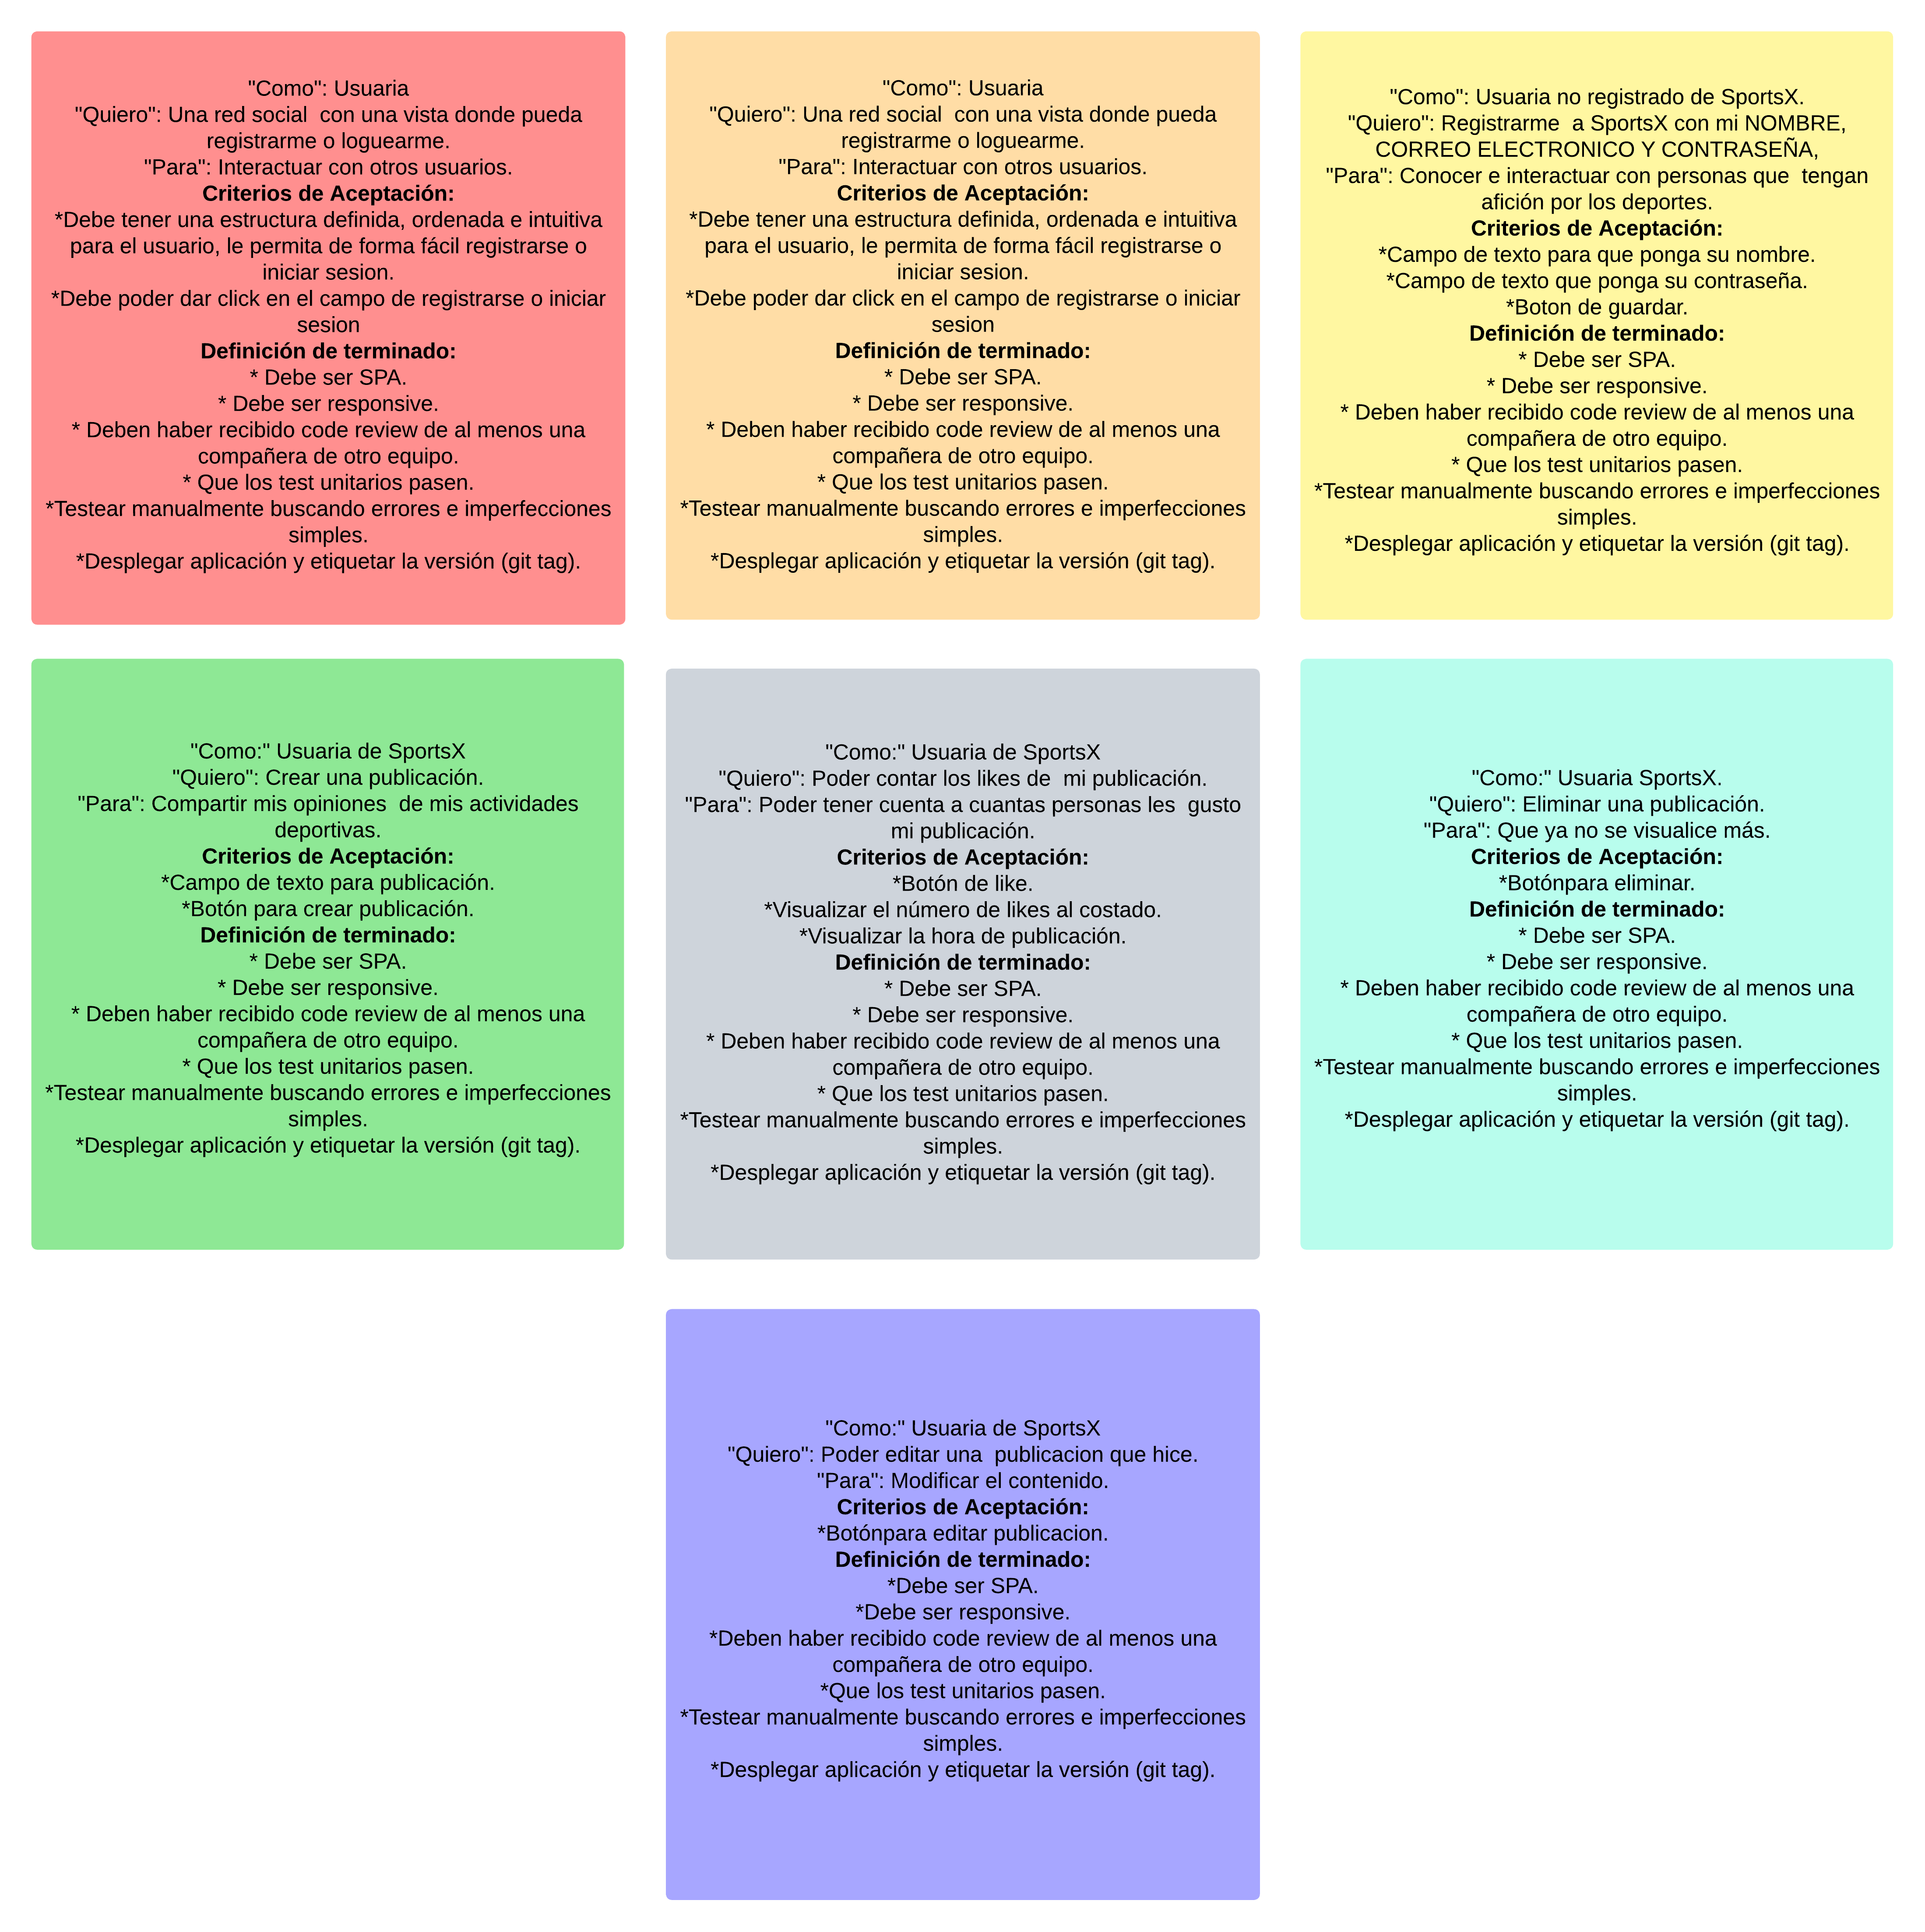 "Como": Usuaria
"Quiero": Una red social  con una vista donde pueda
registrarme o loguearme.
"Para": Interactuar con otros usuarios.
Criterios de Aceptación:
*Debe tener una estructura definida, ordenada e intuitiva
para el usuario, le permita de forma fácil registrarse o
iniciar sesion.
*Debe poder dar click en el campo de registrarse o iniciar
sesion
Definición de terminado:
* Debe ser SPA.
* Debe ser responsive.
* Deben haber recibido code review de al menos una
compañera de otro equipo.
* Que los test unitarios pasen.
*Testear manualmente buscando errores e imperfecciones
simples.
*Desplegar aplicación y etiquetar la versión (git tag).
"Como": Usuaria
"Quiero": Una red social  con una vista donde pueda
registrarme o loguearme.
"Para": Interactuar con otros usuarios.
Criterios de Aceptación:
*Debe tener una estructura definida, ordenada e intuitiva
para el usuario, le permita de forma fácil registrarse o
iniciar sesion.
*Debe poder dar click en el campo de registrarse o iniciar
sesion
Definición de terminado:
* Debe ser SPA.
* Debe ser responsive.
* Deben haber recibido code review de al menos una
compañera de otro equipo.
* Que los test unitarios pasen.
*Testear manualmente buscando errores e imperfecciones
simples.
*Desplegar aplicación y etiquetar la versión (git tag).
"Como": Usuaria no registrado de SportsX.
"Quiero": Registrarme  a SportsX con mi NOMBRE,
CORREO ELECTRONICO Y CONTRASEÑA,
"Para": Conocer e interactuar con personas que  tengan
afición por los deportes.
Criterios de Aceptación:
*Campo de texto para que ponga su nombre.
*Campo de texto que ponga su contraseña.
*Boton de guardar.
Definición de terminado:
* Debe ser SPA.
* Debe ser responsive.
* Deben haber recibido code review de al menos una
compañera de otro equipo.
* Que los test unitarios pasen.
*Testear manualmente buscando errores e imperfecciones
simples.
*Desplegar aplicación y etiquetar la versión (git tag).
"Como:" Usuaria de SportsX
"Quiero": Crear una publicación.
"Para": Compartir mis opiniones  de mis actividades
deportivas.
Criterios de Aceptación:
*Campo de texto para publicación.
*Botón para crear publicación.
Definición de terminado:
* Debe ser SPA.
* Debe ser responsive.
* Deben haber recibido code review de al menos una
compañera de otro equipo.
* Que los test unitarios pasen.
*Testear manualmente buscando errores e imperfecciones
simples.
*Desplegar aplicación y etiquetar la versión (git tag).
"Como:" Usuaria de SportsX
"Quiero": Poder contar los likes de  mi publicación.
"Para": Poder tener cuenta a cuantas personas les  gusto
mi publicación.
Criterios de Aceptación:
*Botón de like.
*Visualizar el número de likes al costado.
*Visualizar la hora de publicación.
Definición de terminado:
* Debe ser SPA.
* Debe ser responsive.
* Deben haber recibido code review de al menos una
compañera de otro equipo.
* Que los test unitarios pasen.
*Testear manualmente buscando errores e imperfecciones
simples.
*Desplegar aplicación y etiquetar la versión (git tag).
"Como:" Usuaria SportsX.
"Quiero": Eliminar una publicación.
"Para": Que ya no se visualice más.
Criterios de Aceptación:
*Botónpara eliminar.
Definición de terminado:
* Debe ser SPA.
* Debe ser responsive.
* Deben haber recibido code review de al menos una
compañera de otro equipo.
* Que los test unitarios pasen.
*Testear manualmente buscando errores e imperfecciones
simples.
*Desplegar aplicación y etiquetar la versión (git tag).
"Como:" Usuaria de SportsX
"Quiero": Poder editar una  publicacion que hice.
"Para": Modificar el contenido.
Criterios de Aceptación:
*Botónpara editar publicacion.
Definición de terminado:
*Debe ser SPA.
*Debe ser responsive.
*Deben haber recibido code review de al menos una
compañera de otro equipo.
*Que los test unitarios pasen.
*Testear manualmente buscando errores e imperfecciones
simples.
*Desplegar aplicación y etiquetar la versión (git tag).